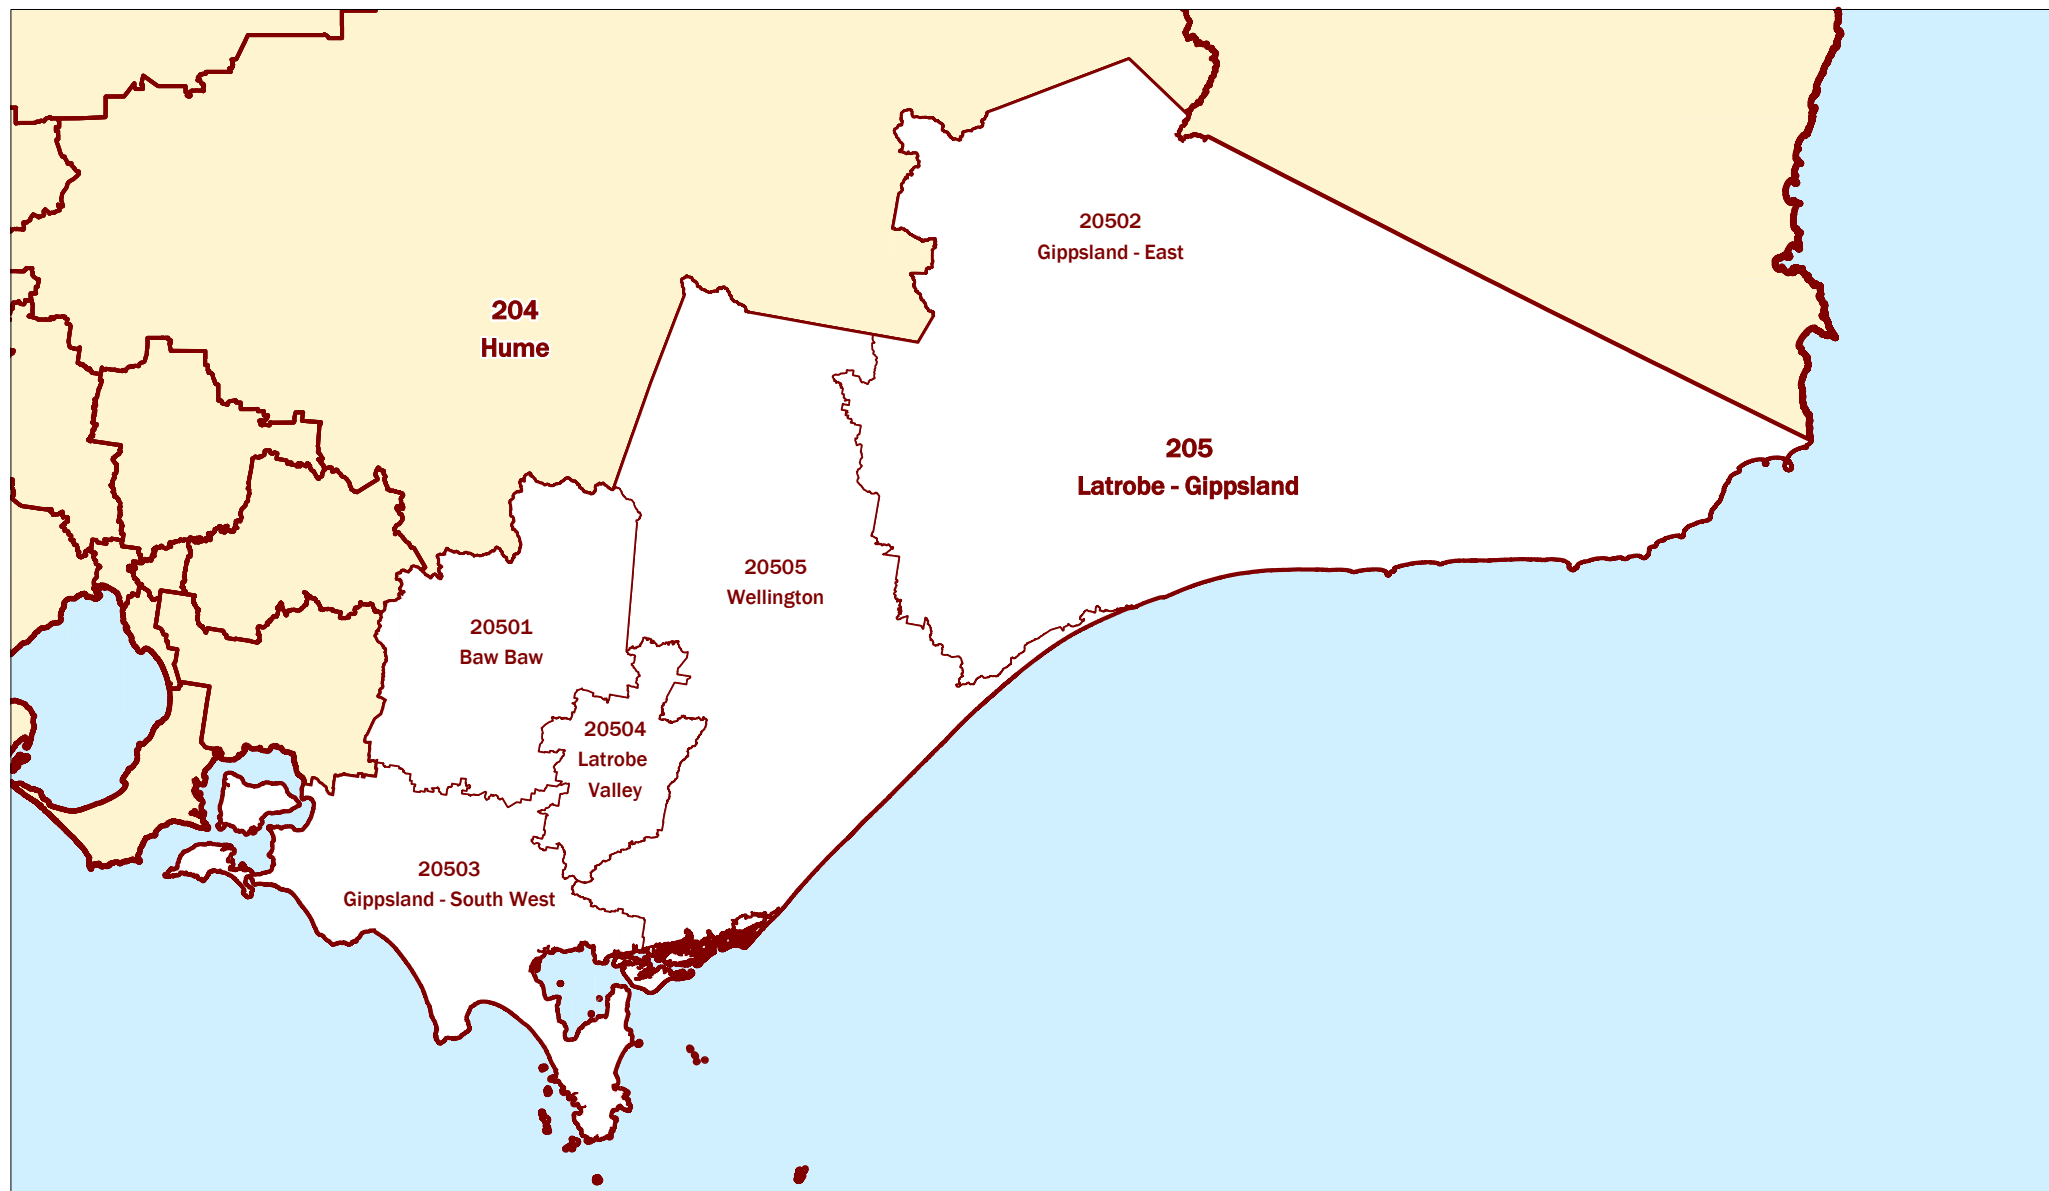 20502
Gippsland - East
204
Hume
205
Latrobe - Gippsland
20505
Wellington
20501
Baw Baw
20504
Latrobe
Valley
20503
Gippsland - South West